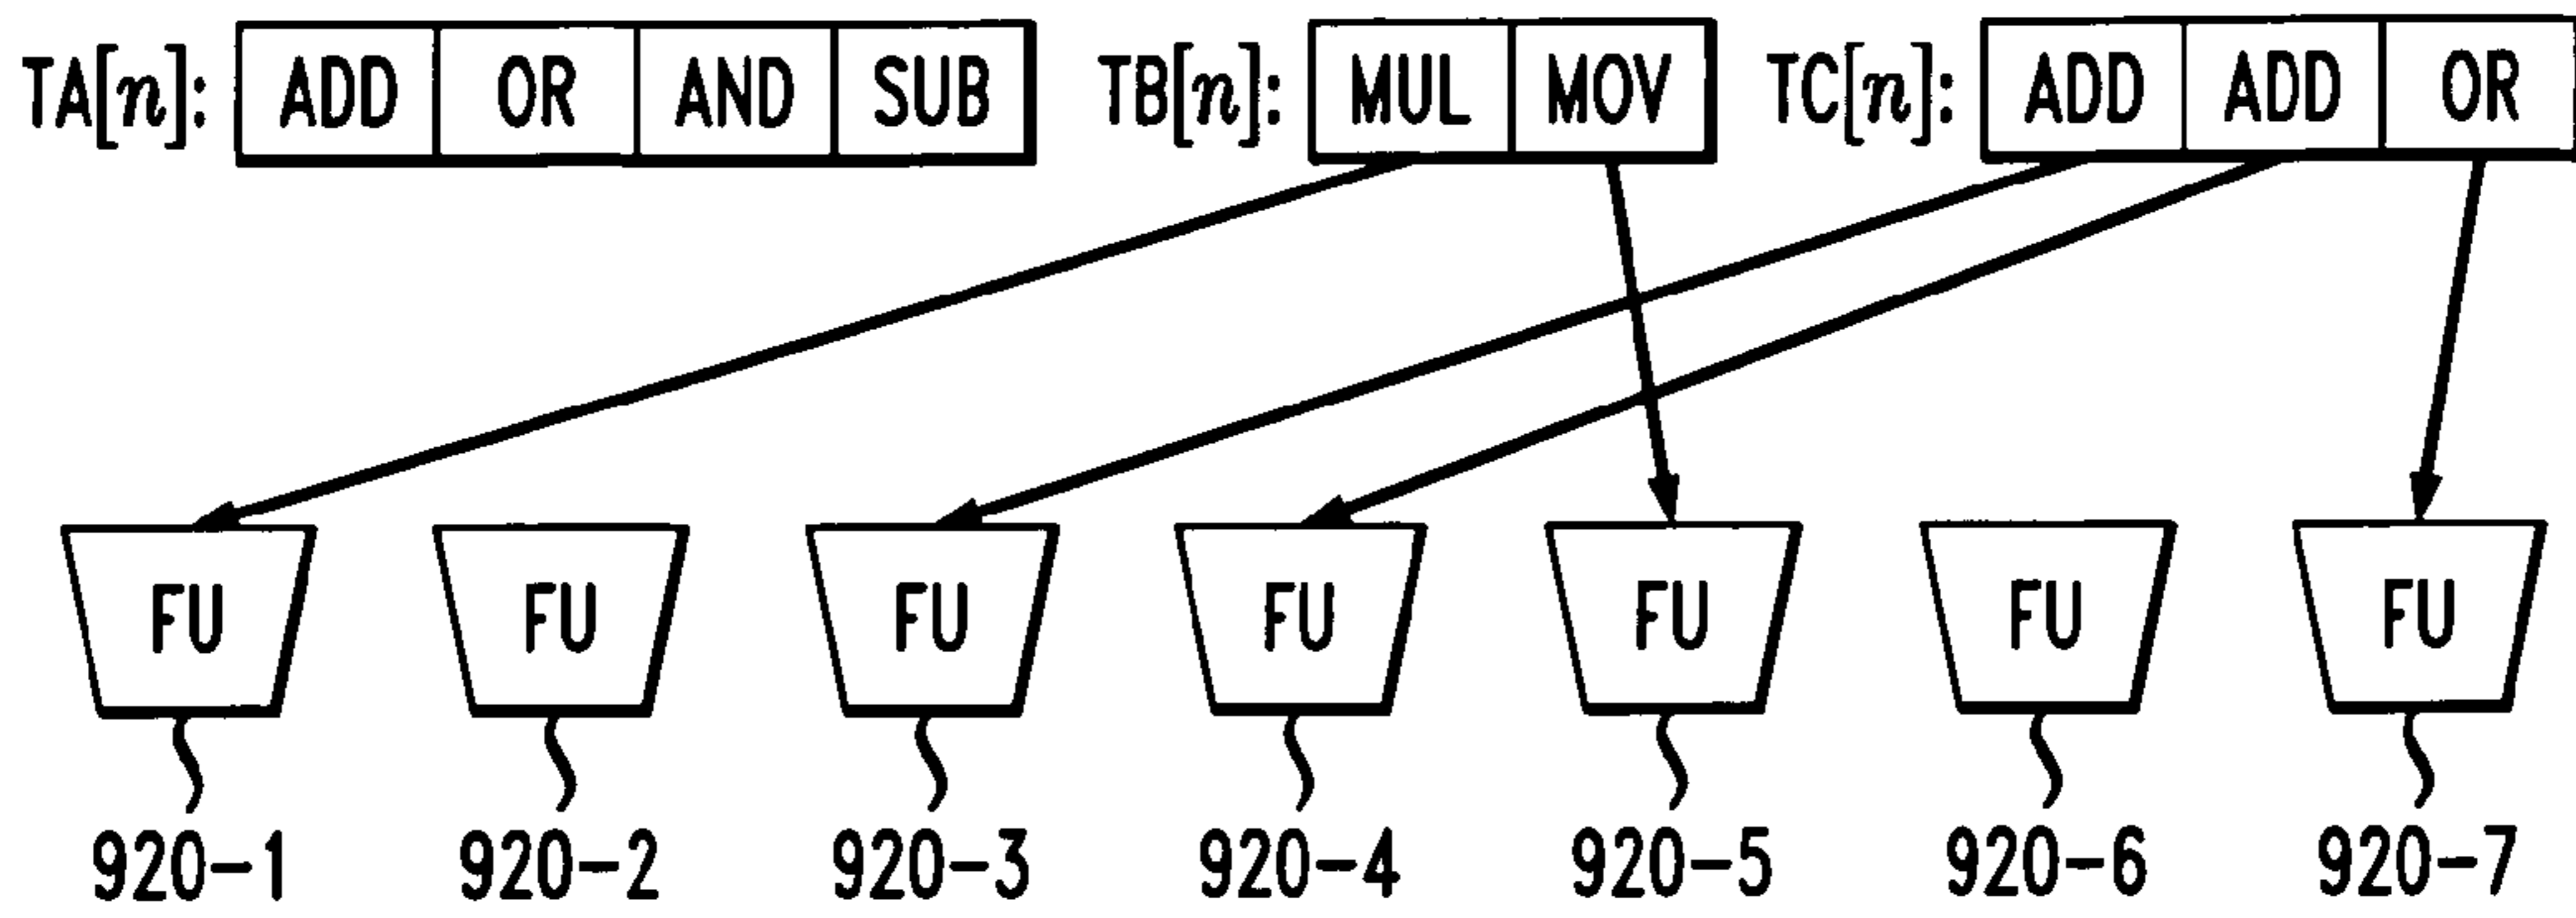 TA[n]: ADD OR AND SUB TB[n]: MUL MOV TC[n]: ADD ADD OR
FU FU FU FU FU FU FU
920-1 920-2 920-3 920-4 920-5 920-6 920-7